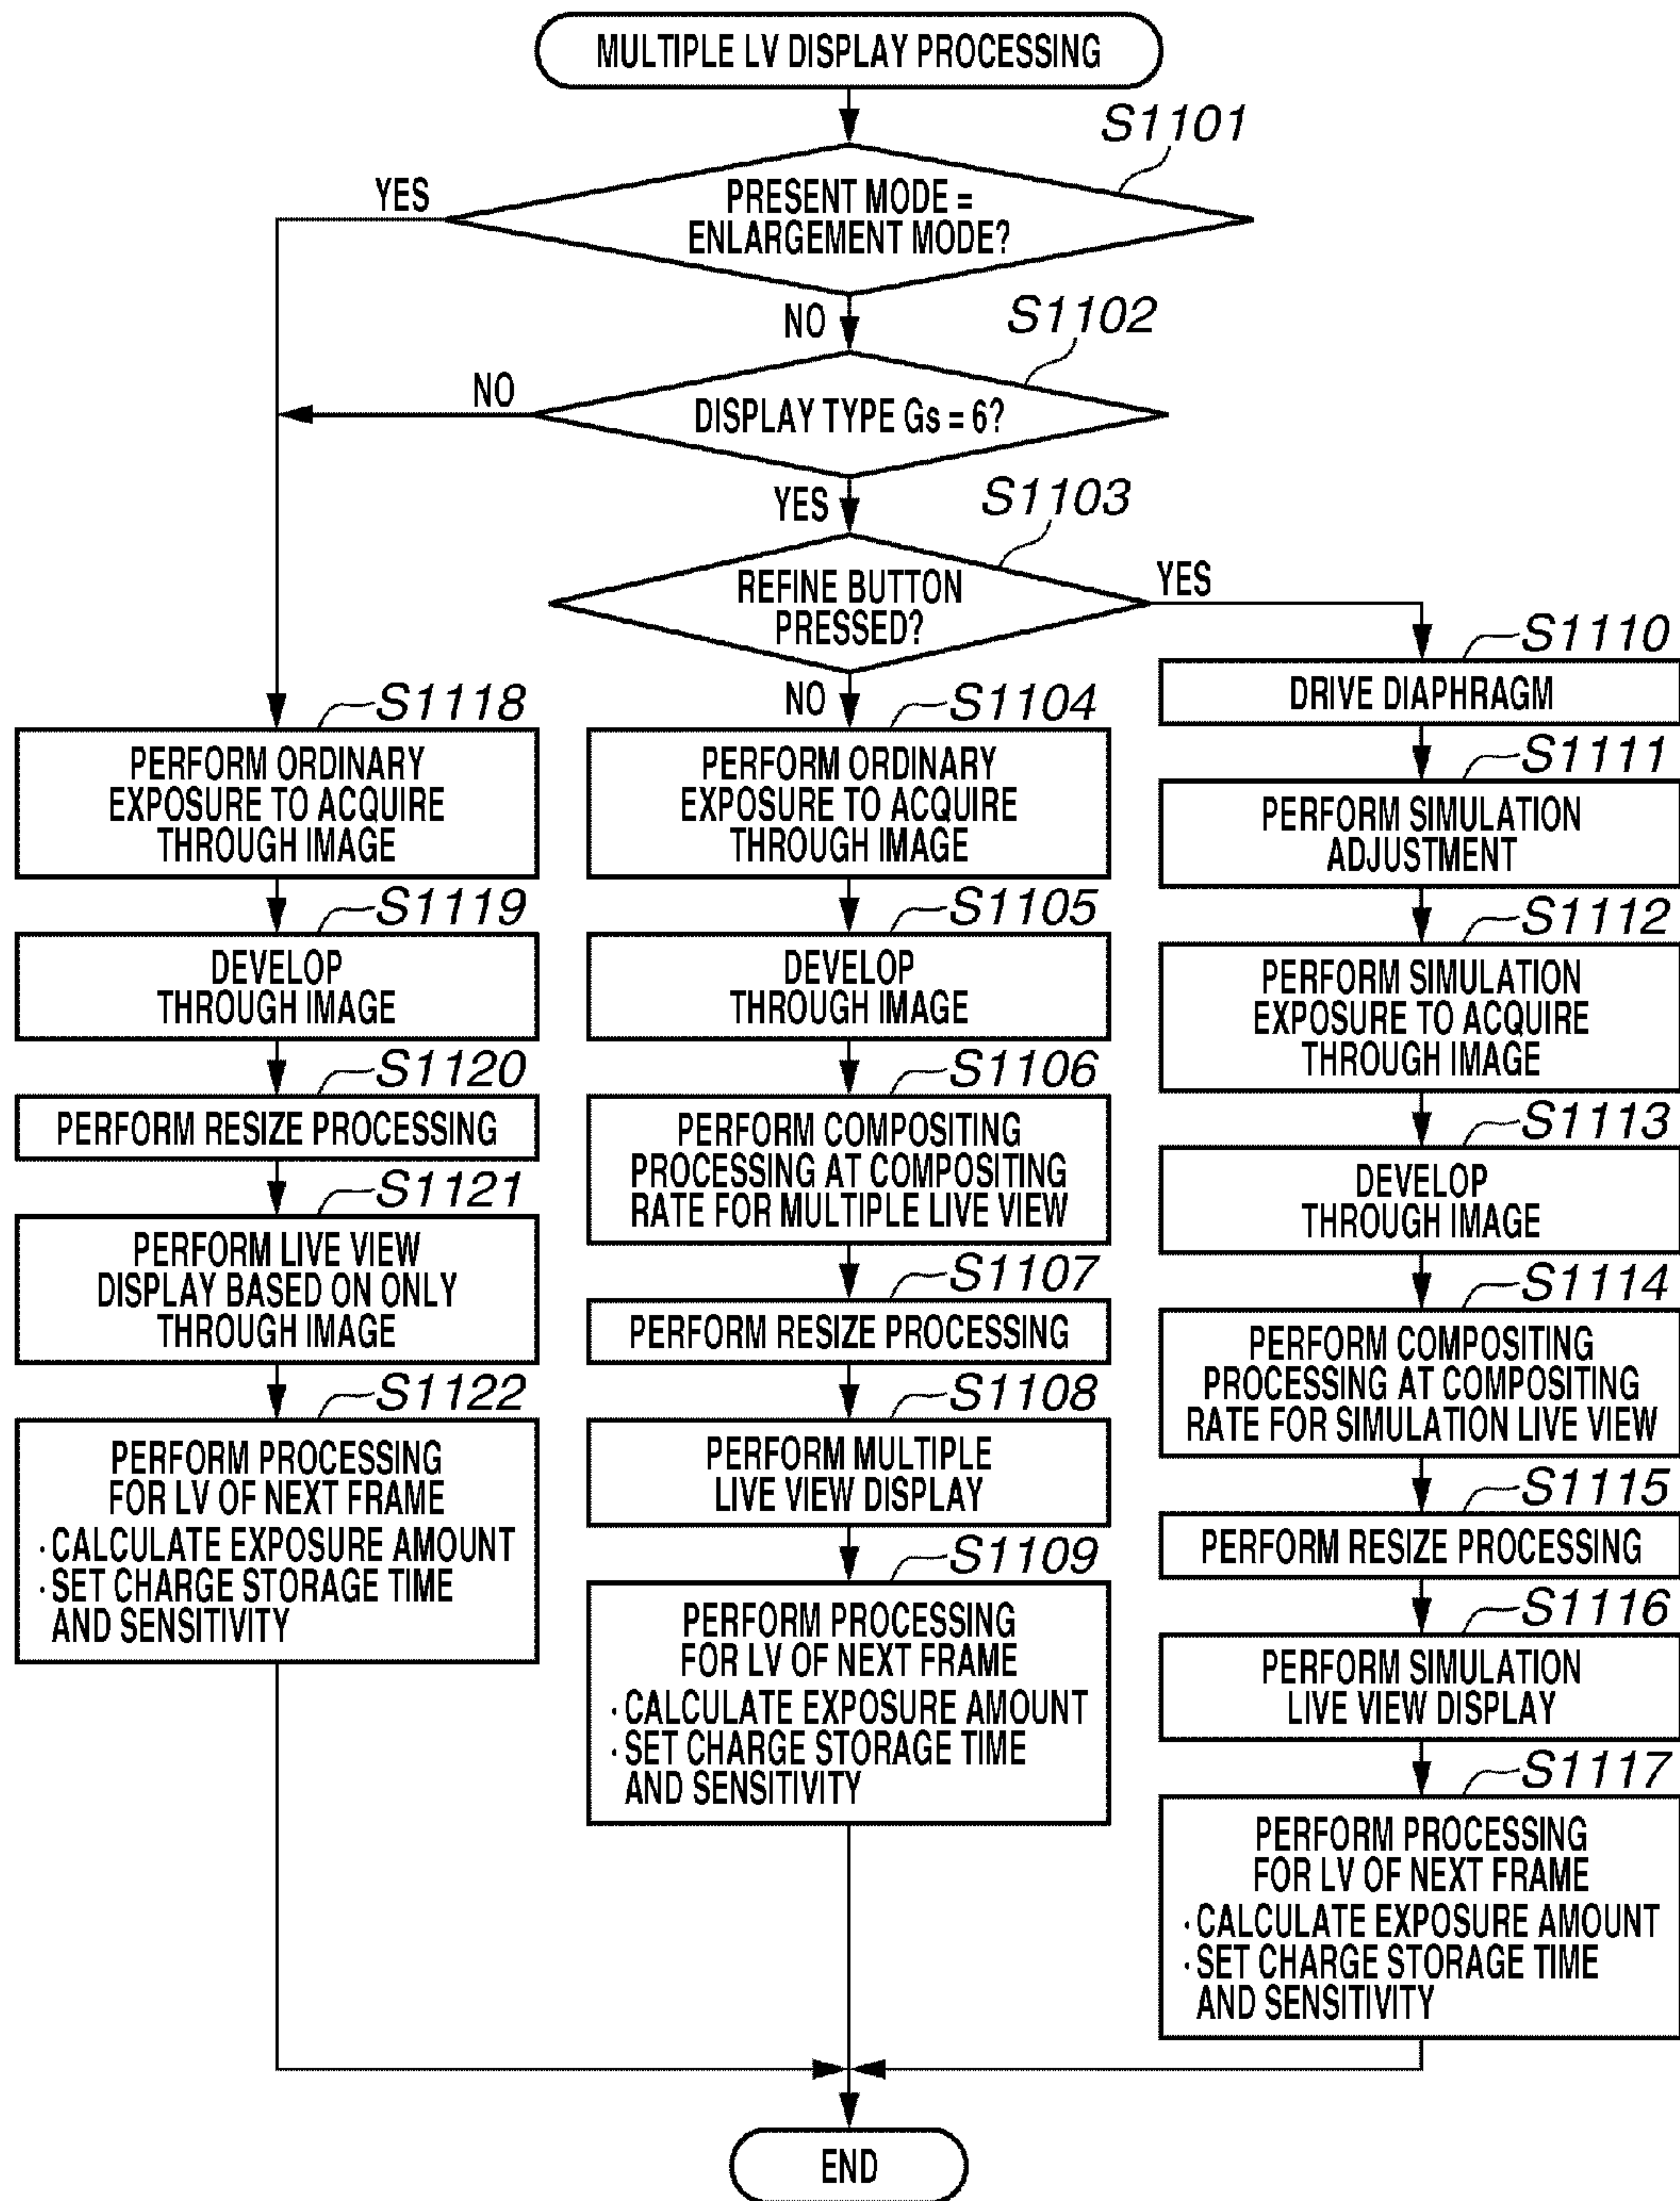 MULTIPLE LV DISPLAY PROCESSING
S1101
YES
PRESENT MODE =
ENLARGEMENT MODE?
NO
S1102
NO
DISPLAY TYPE Gs = 6?
YES
S1103
REFINE BUTTON
PRESSED?
YES
NO
S1118
PERFORM ORDINARY
EXPOSURE TO ACQUIRE
THROUGH IMAGE
S1119
DEVELOP
THROUGH IMAGE
S1120
PERFORM RESIZE PROCESSING
S1121
PERFORM LIVE VIEW
DISPLAY BASED ON ONLY
THROUGH IMAGE
S1122
PERFORM PROCESSING
FOR LV OF NEXT FRAME
· CALCULATE EXPOSURE AMOUNT
· SET CHARGE STORAGE TIME
AND SENSITIVITY
S1104
PERFORM ORDINARY
EXPOSURE TO ACQUIRE
THROUGH IMAGE
S1105
DEVELOP
THROUGH IMAGE
S1106
PERFORM COMPOSITING
PROCESSING AT COMPOSITING
RATE FOR MULTIPLE LIVE VIEW
S1107
PERFORM RESIZE PROCESSING
S1108
PERFORM MULTIPLE
LIVE VIEW DISPLAY
S1109
PERFORM PROCESSING
FOR LV OF NEXT FRAME
· CALCULATE EXPOSURE AMOUNT
· SET CHARGE STORAGE TIME
AND SENSITIVITY
S1110
DRIVE DIAPHRAGM
S1111
PERFORM SIMULATION
ADJUSTMENT
S1112
PERFORM SIMULATION
EXPOSURE TO ACQUIRE
THROUGH IMAGE
S1113
DEVELOP
THROUGH IMAGE
S1114
PERFORM COMPOSITING
PROCESSING AT COMPOSITING
RATE FOR SIMULATION LIVE VIEW
S1115
PERFORM RESIZE PROCESSING
S1116
PERFORM SIMULATION
LIVE VIEW DISPLAY
S1117
PERFORM PROCESSING
FOR LV OF NEXT FRAME
· CALCULATE EXPOSURE AMOUNT
· SET CHARGE STORAGE TIME
AND SENSITIVITY
END